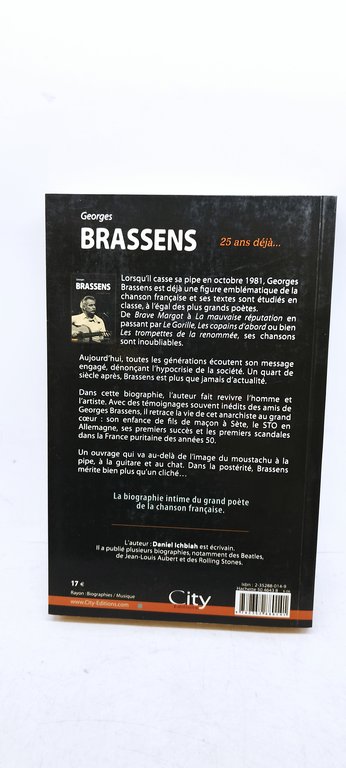 Georges
BRASSENS 25 ans déjà...
BRASSENS
Lorsqu'il casse sa pipe en octobre 1981, Georges
Brassens est déjà une figure emblématique de la
chanson française et ses textes sont étudiés en
classe, à l'égal des plus grands poètes.
De Brave Margot à La mauvaise réputation en
passant par Le Gorille, Les copains d'abord ou bien
Les trompettes de la renommée, ses chansons
sont inoubliables.
Aujourd'hui, toutes les générations écoutent son message
engagé, dénonçant l'hypocrisie de la société. Un quart de
siècle après, Brassens est plus que jamais d'actualité.
Dans cette biographie, l'auteur fait revivre l'homme et
l'artiste. Avec des témoignages souvent inédits des amis de
Georges Brassens, il retrace la vie de cet anarchiste au grand
cœur : son enfance de fils de maçon à Sète, le STO en
Allemagne, ses premiers succès et les premiers scandales
dans la France puritaine des années 50.
Un ouvrage qui va au-delà de l'image du moustachu à la
pipe, à la guitare et au chat. Dans la postérité, Brassens
mérite bien plus qu'un cliché...
La biographie intime du grand poète
de la chanson française.
L'auteur : Daniel Ichbiah est écrivain.
Il a publié plusieurs biographies, notamment des Beatles,
de Jean-Louis Aubert et des Rolling Stones.
17 €
Rayon : Biographies / Musique
www.City-Editions.com
City
Isbn : 2-35288-014-8
Hachette 50 4643 8